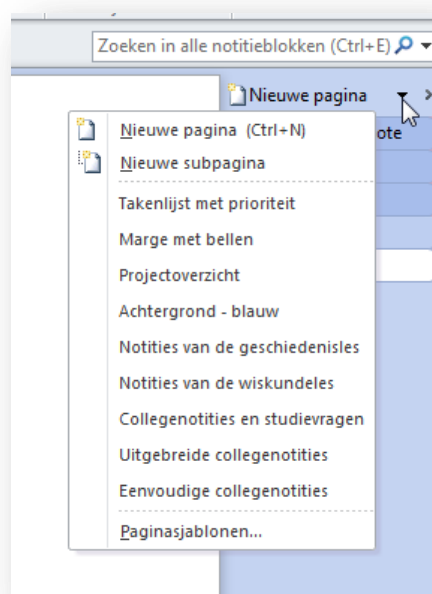 Zoeken in alle notitieblokken (Ctrl+E)
Nieuwe pagina
ote
Nieuwe pagina (Ctrl+N)
Nieuwe subpagina
Takenlijst met prioriteit
Marge met bellen
Projectoverzicht
Achtergrond - blauw
Notities van de geschiedenisles
Notities van de wiskundeles
Collegenotities en studievragen
Uitgebreide collegenotities
Eenvoudige collegenotities
Paginasjablonen...